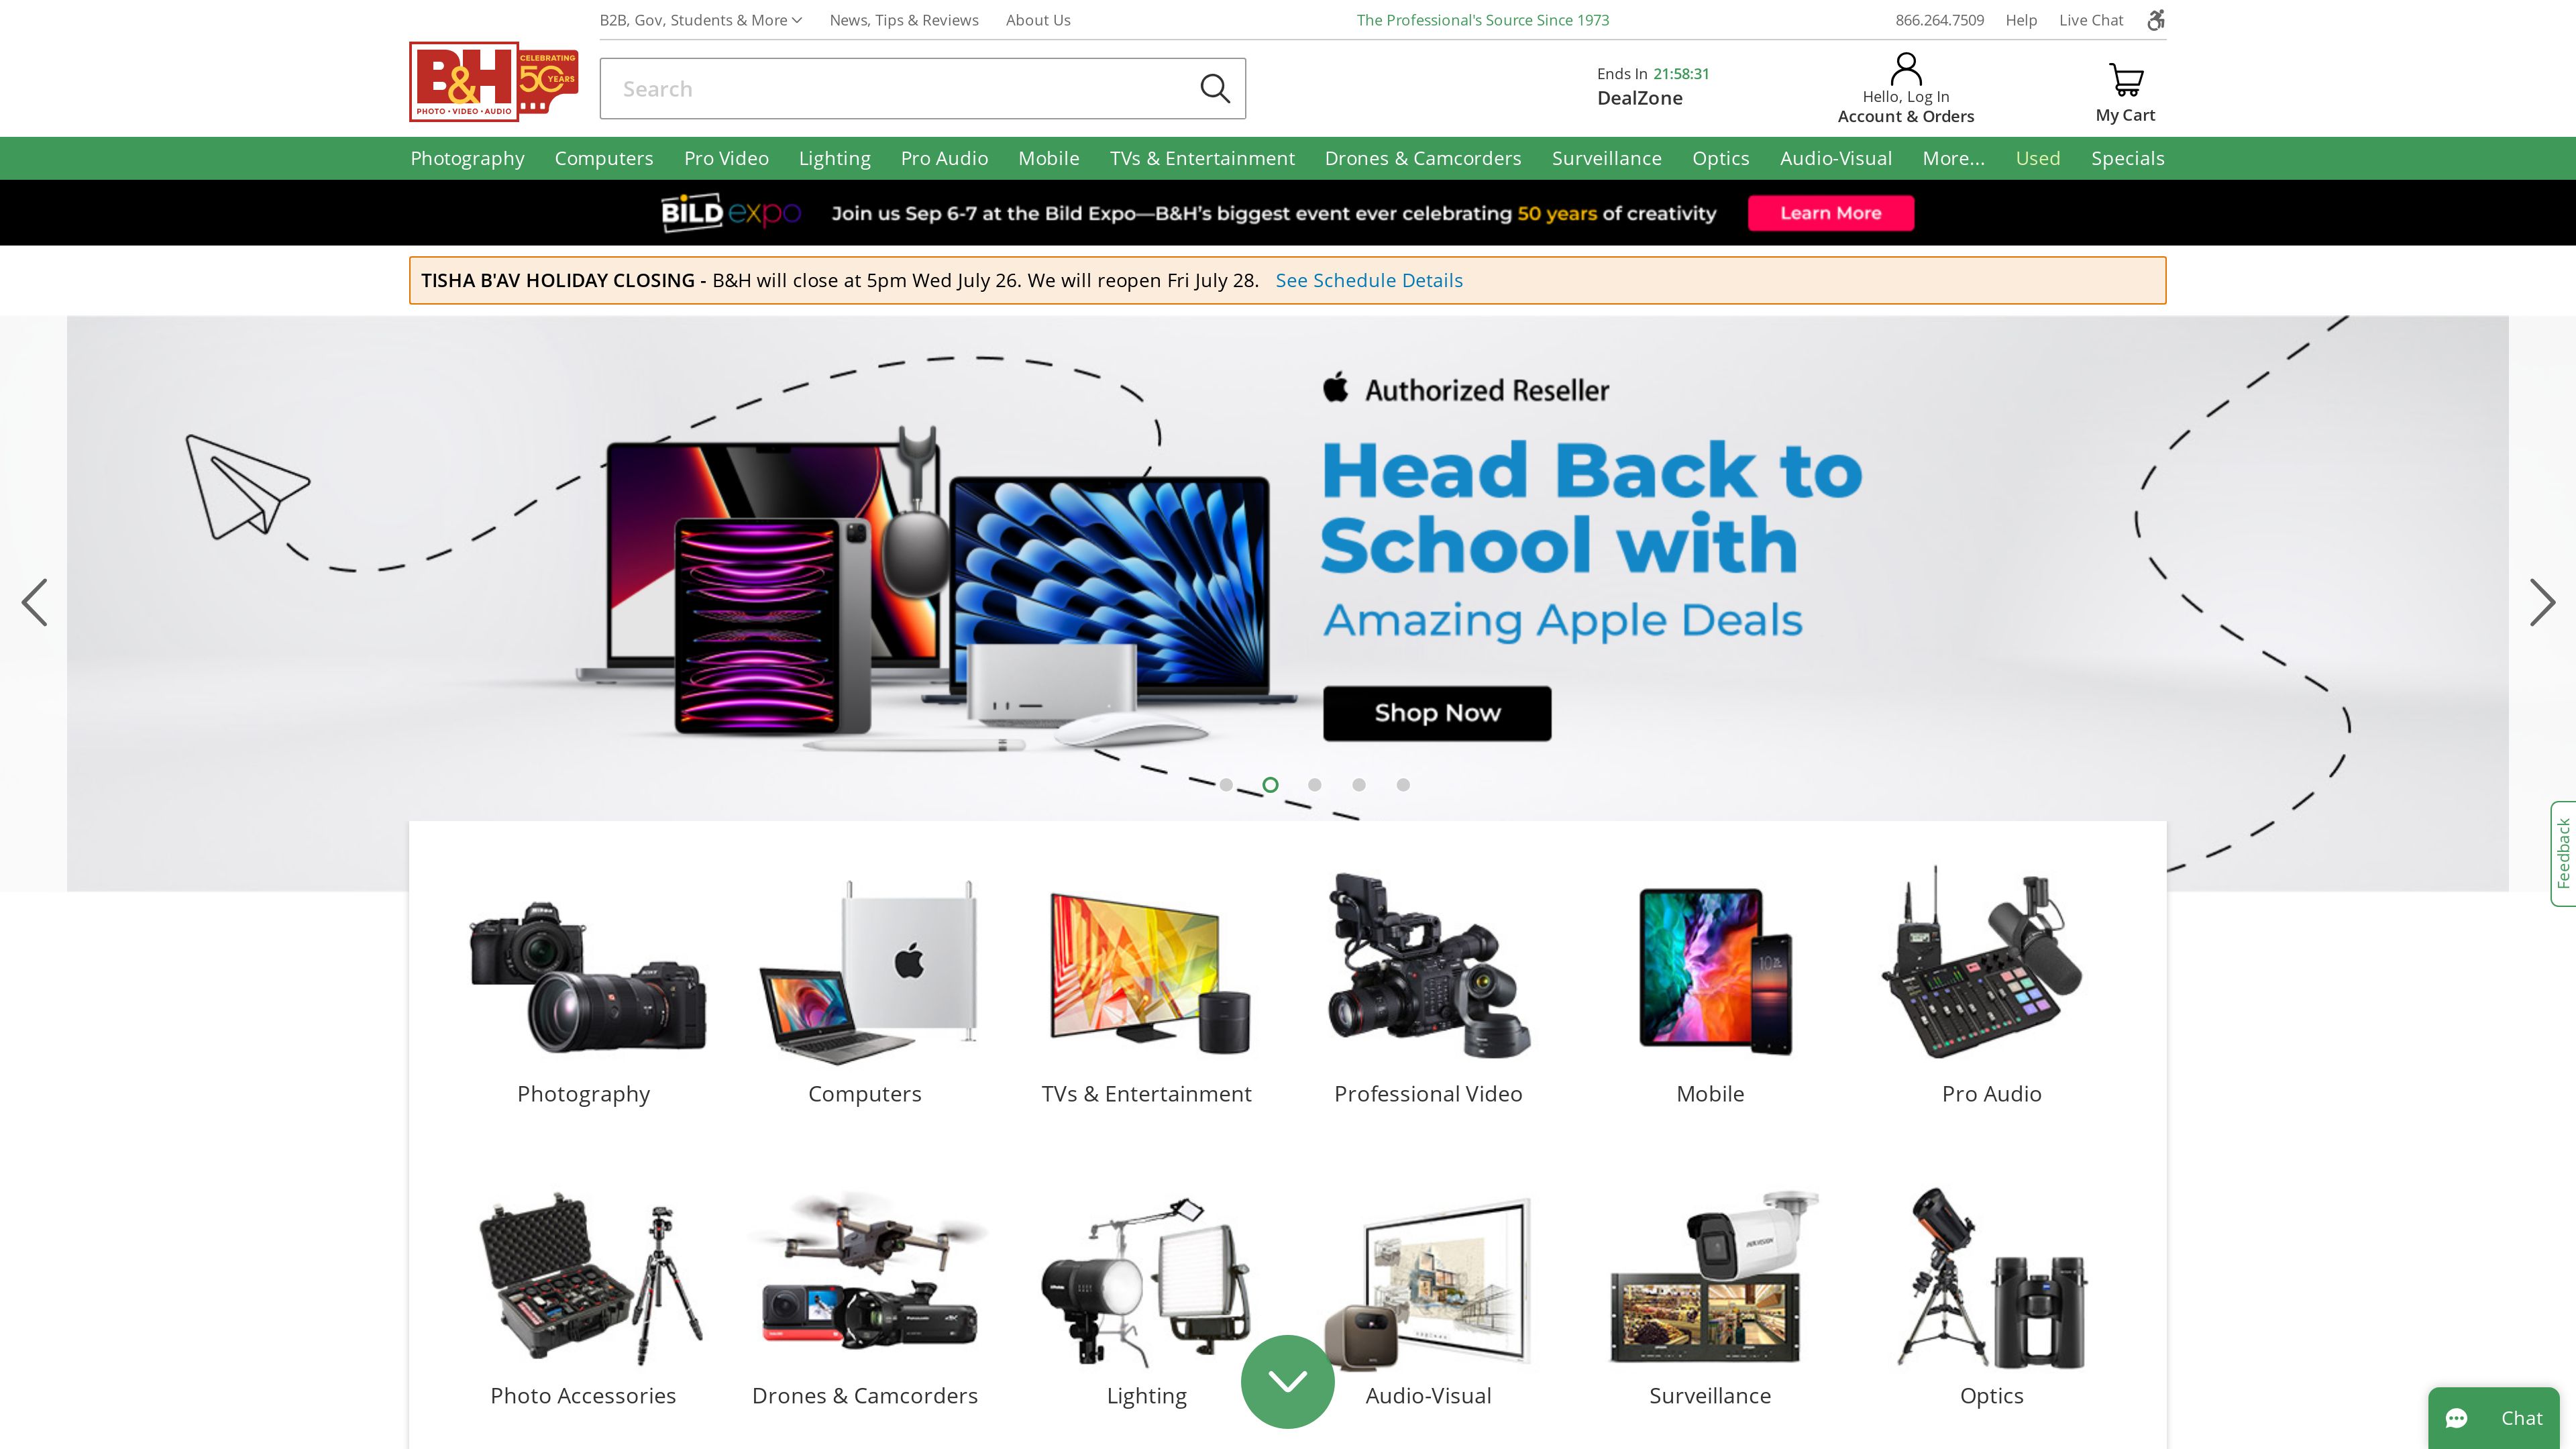 B2B, Gov, Students & More
News, Tips & Reviews
About Us
The Professional's Source Since 1973
866.264.7509
Help
Live Chat
B&H
PHOTO • VIDEO • AUDIO
CELEBRATING
50 YEARS
Search
Ends In 21:58:31
DealZone
Hello, Log In
Account & Orders
My Cart
Photography
Computers
Pro Video
Lighting
Pro Audio
Mobile
TVs & Entertainment
Drones & Camcorders
Surveillance
Optics
Audio-Visual
More...
Used
Specials
BILD expo
Join us Sep 6-7 at the Bild Expo—B&H's biggest event ever celebrating 50 years of creativity
Learn More
TISHA B'AV HOLIDAY CLOSING - B&H will close at 5pm Wed July 26. We will reopen Fri July 28. See Schedule Details
Authorized Reseller
Head Back to
School with
Amazing Apple Deals
Shop Now
Feedback
Nikon
SONY
Photography
Computers
TVs & Entertainment
Professional Video
Mobile
Pro Audio
HIKVISION
Photo Accessories
Drones & Camcorders
Lighting
Audio-Visual
Surveillance
Optics
Chat